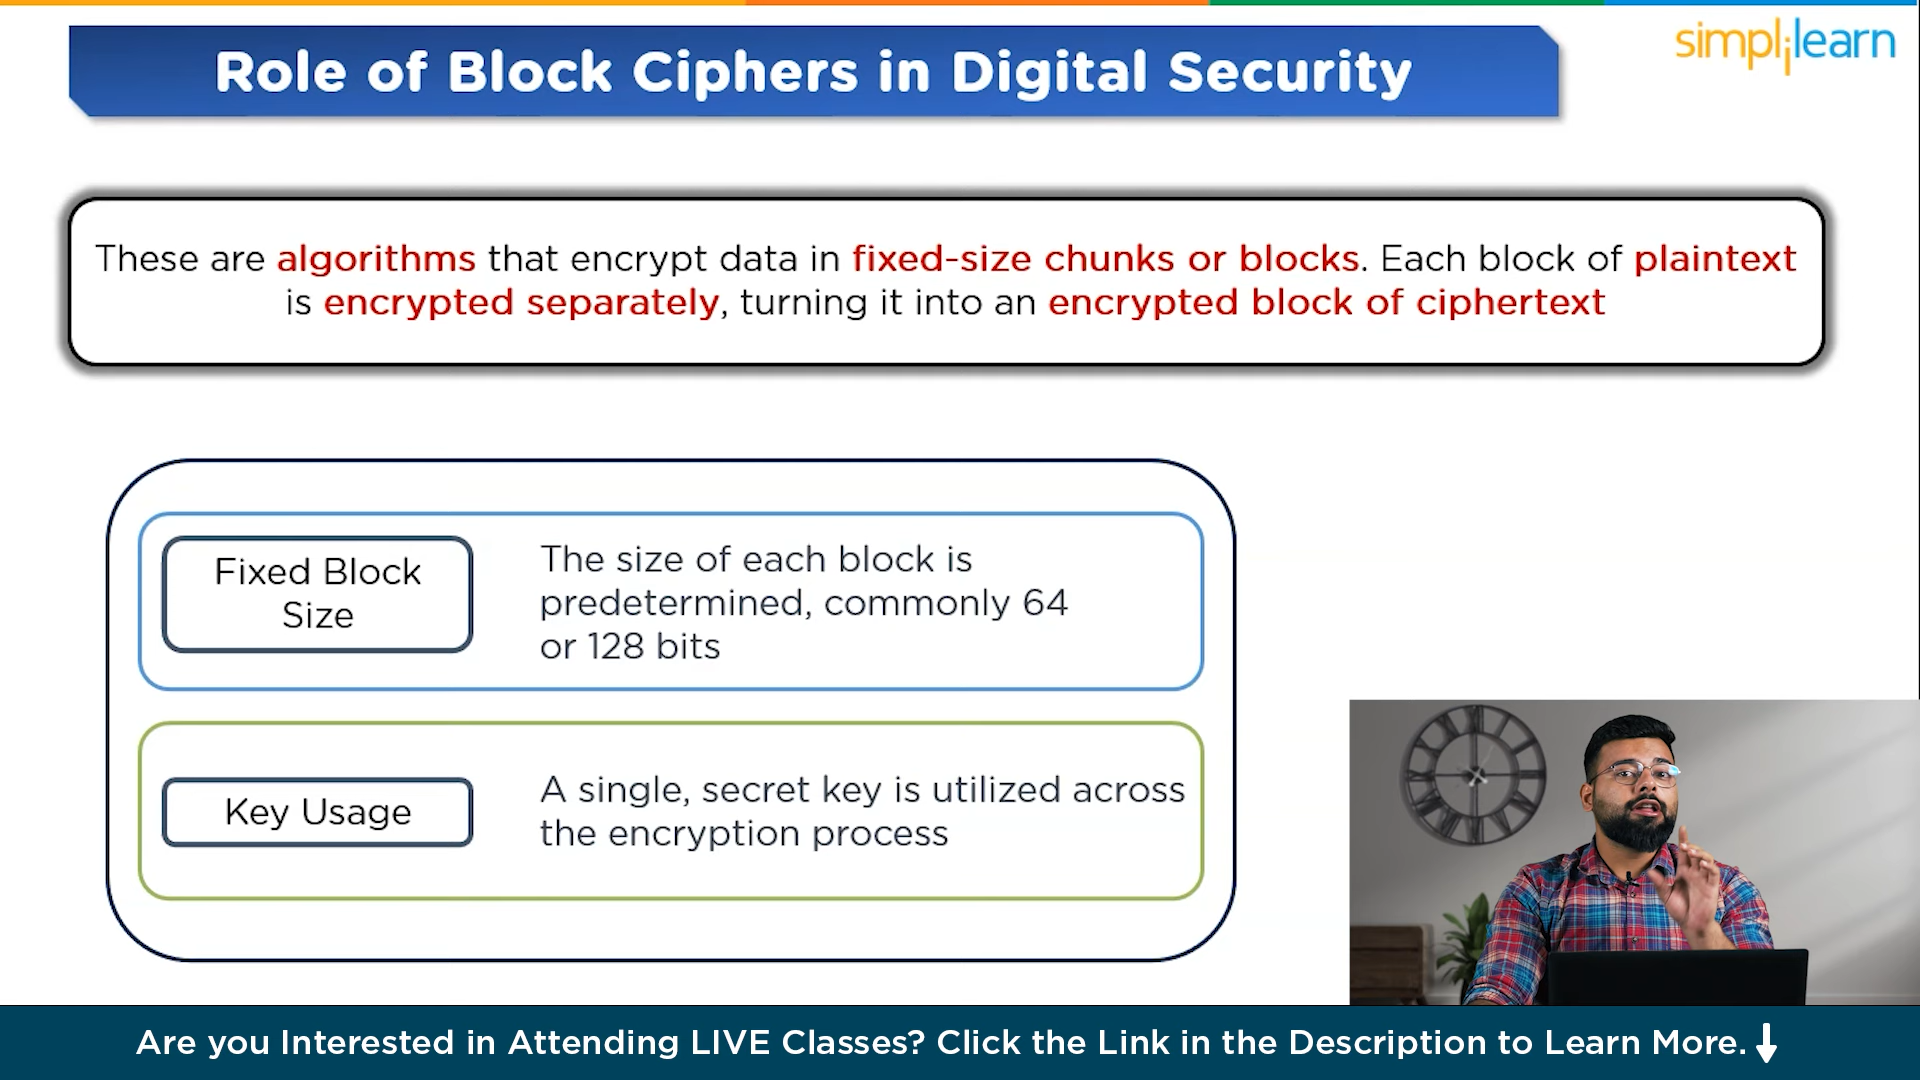 Role of Block Ciphers in Digital Security
simplilearn
These are algorithms that encrypt data in fixed-size chunks or blocks. Each block of plaintext
is encrypted separately, turning it into an encrypted block of ciphertext
Fixed Block
Size
The size of each block is
predetermined, commonly 64
or 128 bits
Key Usage
A single, secret key is utilized across
the encryption process
Are you Interested in Attending LIVE Classes? Click the Link in the Description to Learn More.